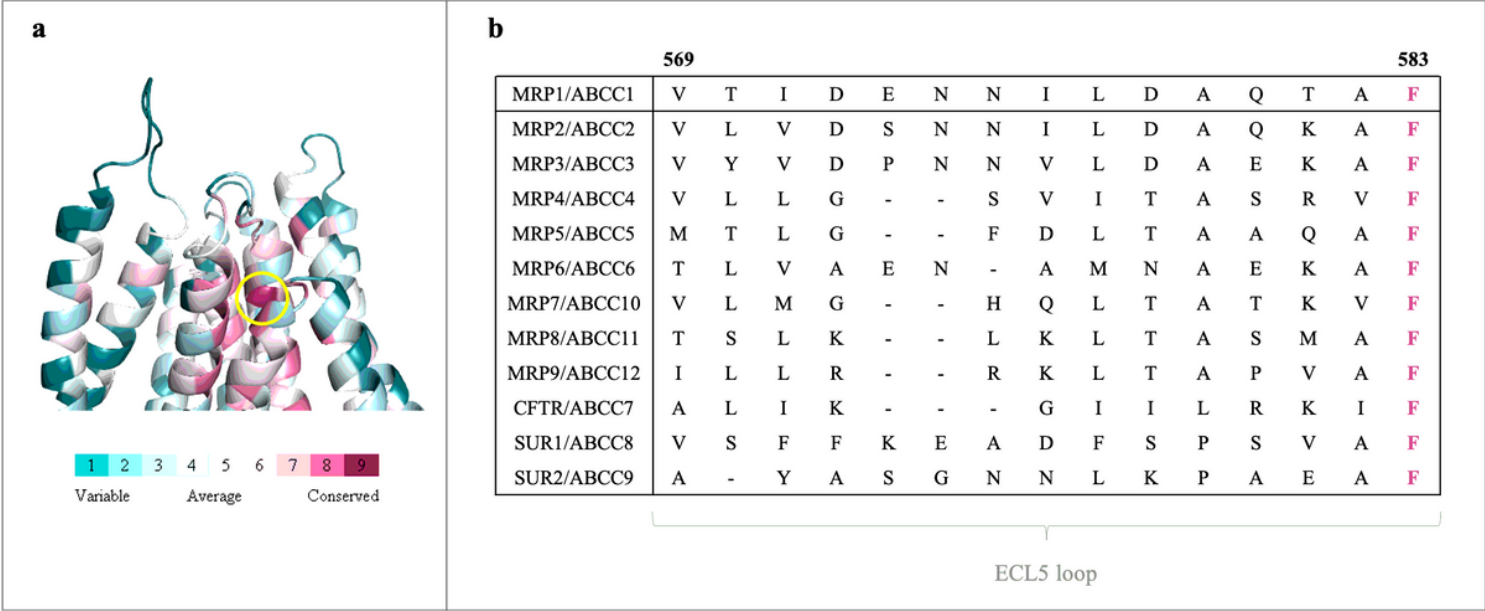 a
1 2 3 4 5 6 7 8 9
Variable Average Conserved
b
569 583
MRP1/ABCC1 V T I D E N N I L D A Q T A F
MRP2/ABCC2 V L V D S N N I L D A Q K A F
MRP3/ABCC3 V Y V D P N N V L D A E K A F
MRP4/ABCC4 V L L G - - S V I T A S R V F
MRP5/ABCC5 M T L G - - F D L T A A Q A F
MRP6/ABCC6 T L V A E N - A M N A E K A F
MRP7/ABCC10 V L M G - - H Q L T A T K V F
MRP8/ABCC11 T S L K - - L K L T A S M A F
MRP9/ABCC12 I L L R - - R K L T A P V A F
CFTR/ABCC7 A L I K - - - G I I L R K I F
SUR1/ABCC8 V S F F K E A D F S P S V A F
SUR2/ABCC9 A - Y A S G N N L K P A E A F
ECL5 loop